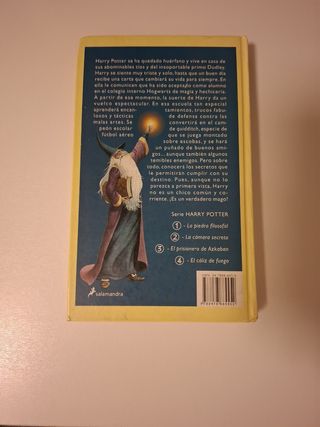 Harry Potter se ha quedado huérfano y vive en casa de
sus abominables tíos y del insoportable primo Dudley.
Harry se siente muy triste y solo, hasta que un buen día
recibe una carta que cambiará su vida para siempre. En
ella le comunican que ha sido aceptado como alumno
en el colegio interno Hogwarts de magia y hechicería.
A partir de ese momento, la suerte de Harry da un
vuelco espectacular. En esa escuela tan especial
aprenderá encantamientos, trucos fabulosos
y tácticas de defensa contra las
malas artes. Se convertirá en el campeón
escolar de quidditch, especie de
fútbol aéreo que se juega montado
sobre escobas, y se hará
un puñado de buenos amigos...
aunque también algunos
temibles enemigos. Pero sobre
todo, conocerá los secretos que
le permitirán cumplir con su
destino. Pues, aunque no lo
parezca a primera vista, Harry
no es un chico común y corriente.
¡Es un verdadero mago!
Serie HARRY POTTER
1 - La piedra filosofal
2 - La cámara secreta
3 - El prisionero de Azkaban
4 - El cáliz de fuego
salamandra